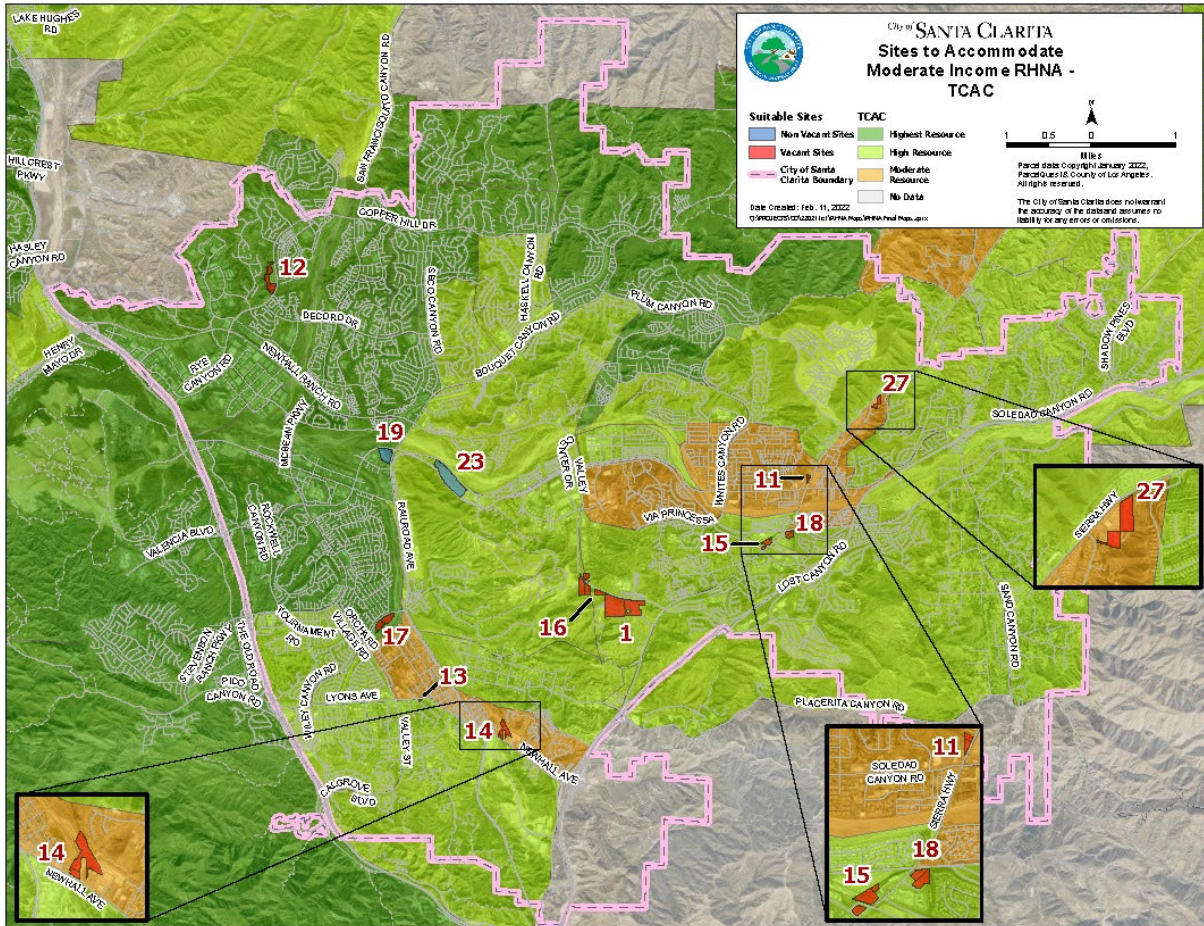 City of SANTA CLARITA
Sites to Accommodate
Moderate Income RHNA -
TCAC
Suitable Sites
Non Vacant Sites
Vacant Sites
City of Santa
Clarita Boundary
TCAC
Highest Resource
High Resource
Moderate
Resource
No Data
1 0.5 0 1
Miles
Parcel data: Copyright January 2022,
ParcelQuest & County of Los Angeles.
All rights reserved.
The City of Santa Clarita does not warrant
the accuracy of the data and assumes no
liability for any errors or omissions.
Date Created: Feb. 11, 2022
LAKE HUGHES
RD
SAN FRANCISQUITO CANYON RD
HILLCREST
PKWY
COPPER HILL DR
HASLEY
CANYON RD
12
SECO CANYON RD
HASKELL CANYON
RD
PLUM CANYON RD
DECORO DR
BOUQUET CANYON RD
SHADOW PINES
BLVD
HENRY
MAYO DR
RYE
CANYON RD
NEWHALL RANCH RD
27
SOLEDAD CANYON RD
MCBEAN PKWY
19
23
VALLEY
CENTER DR
WHITES CANYON RD
11
VIA PRINCESSA
18
15
LOST CANYON RD
27
SIERRA HWY
VALENCIA BLVD
ROCKWELL
CANYON RD
RAILROAD AVE
16
1
SAND CANYON RD
STEVENSON
RANCH PKWY
THE OLD ROAD
TOURNAMENT
RD
ORCHARD
VILLAGE RD
17
PICO
CANYON RD
WILEY CANYON RD
LYONS AVE
13
PLACERITA CANYON RD
VALLEY ST
14
NEWHALL AVE
CALGROVE
BLVD
14
NEWHALL AVE
11
SOLEDAD
CANYON RD
SIERRA HWY
18
15